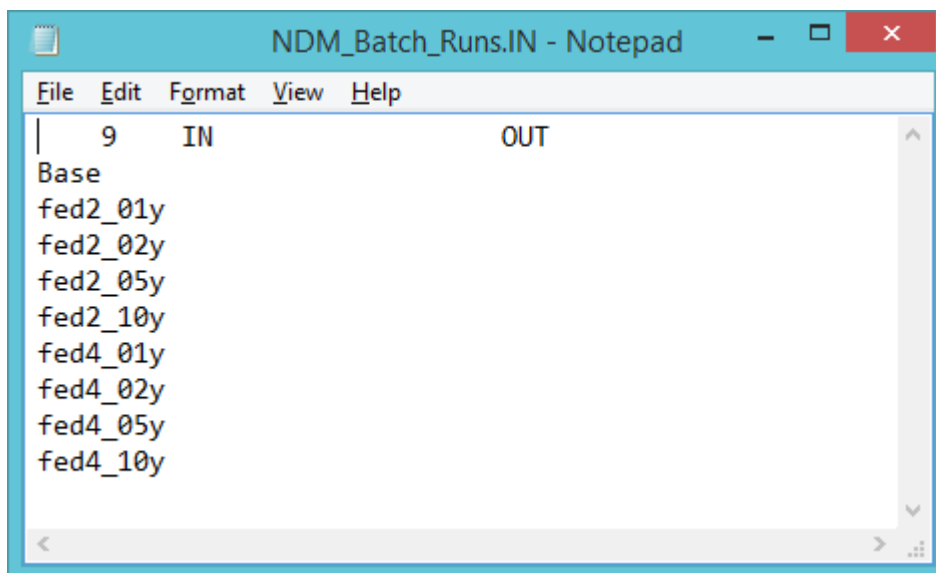 NDM_Batch_Runs.IN - Notepad
File Edit Format View Help
9 IN OUT
Base
fed2_01y
fed2_02y
fed2_05y
fed2_10y
fed4_01y
fed4_02y
fed4_05y
fed4_10y